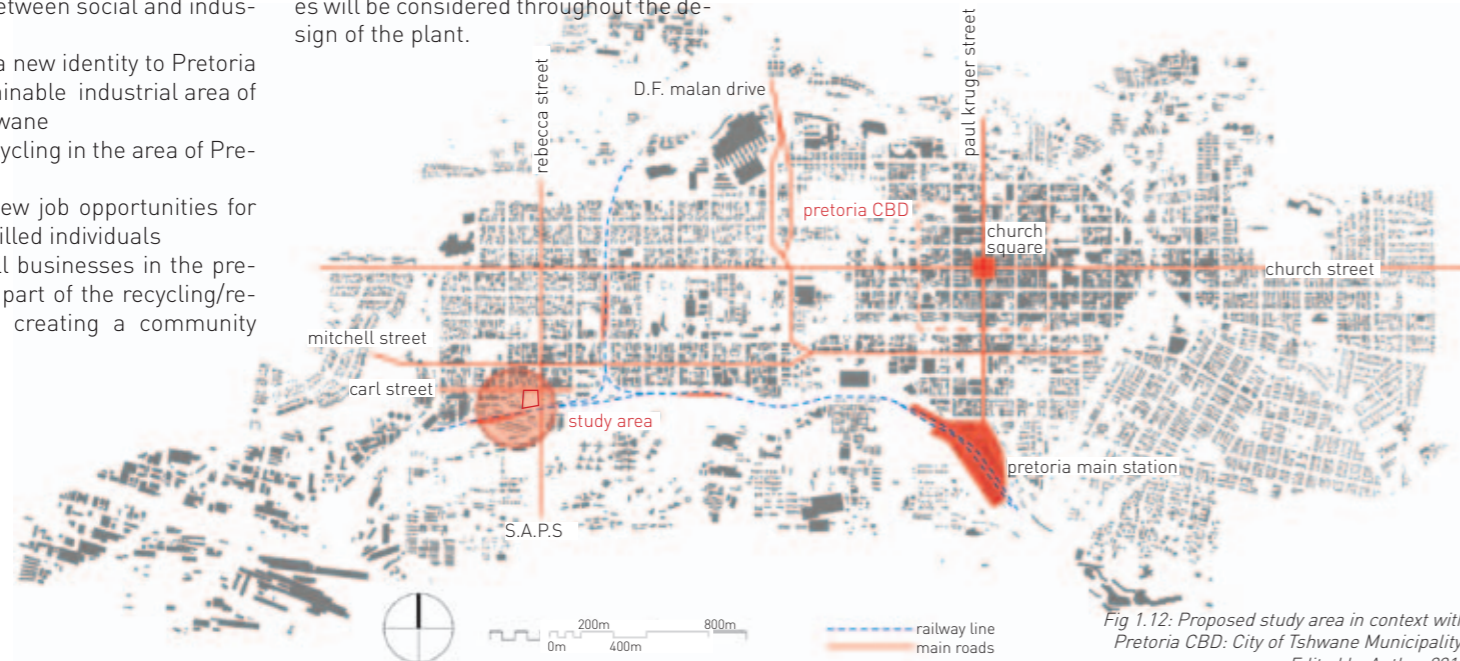 etween social and indus-
a new identity to Pretoria
ainable industrial area of
wane
cycling in the area of Pre-
ew job opportunities for
illed individuals
ll businesses in the pre-
part of the recycling/re-
creating a community
es will be considered throughout the de-
sign of the plant.
rebecca street
D.F. malan drive
paul kruger street
pretoria CBD
church
square
church street
mitchell street
carl street
study area
pretoria main station
S.A.P.S
200m
800m
0m
400m
railway line
main roads
Fig 1.12: Proposed study area in context with
Pretoria CBD: City of Tshwane Municipality